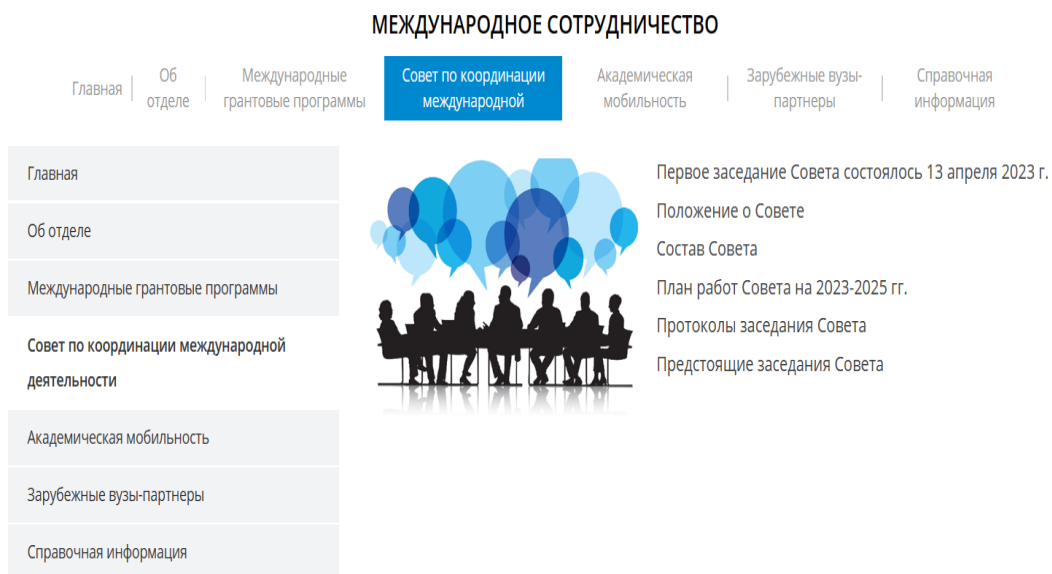 МЕЖДУНАРОДНОЕ СОТРУДНИЧЕСТВО
Главная
Об
отделе
Международные
грантовые программы
Совет по координации
международной
Академическая
мобильность
Зарубежные вузы-
партнеры
Справочная
информация
Главная
Об отделе
Международные грантовые программы
Совет по координации международной
деятельности
Академическая мобильность
Зарубежные вузы-партнеры
Справочная информация
Первое заседание Совета состоялось 13 апреля 2023 г.
Положение о Совете
Состав Совета
План работ Совета на 2023-2025 гг.
Протоколы заседания Совета
Предстоящие заседания Совета